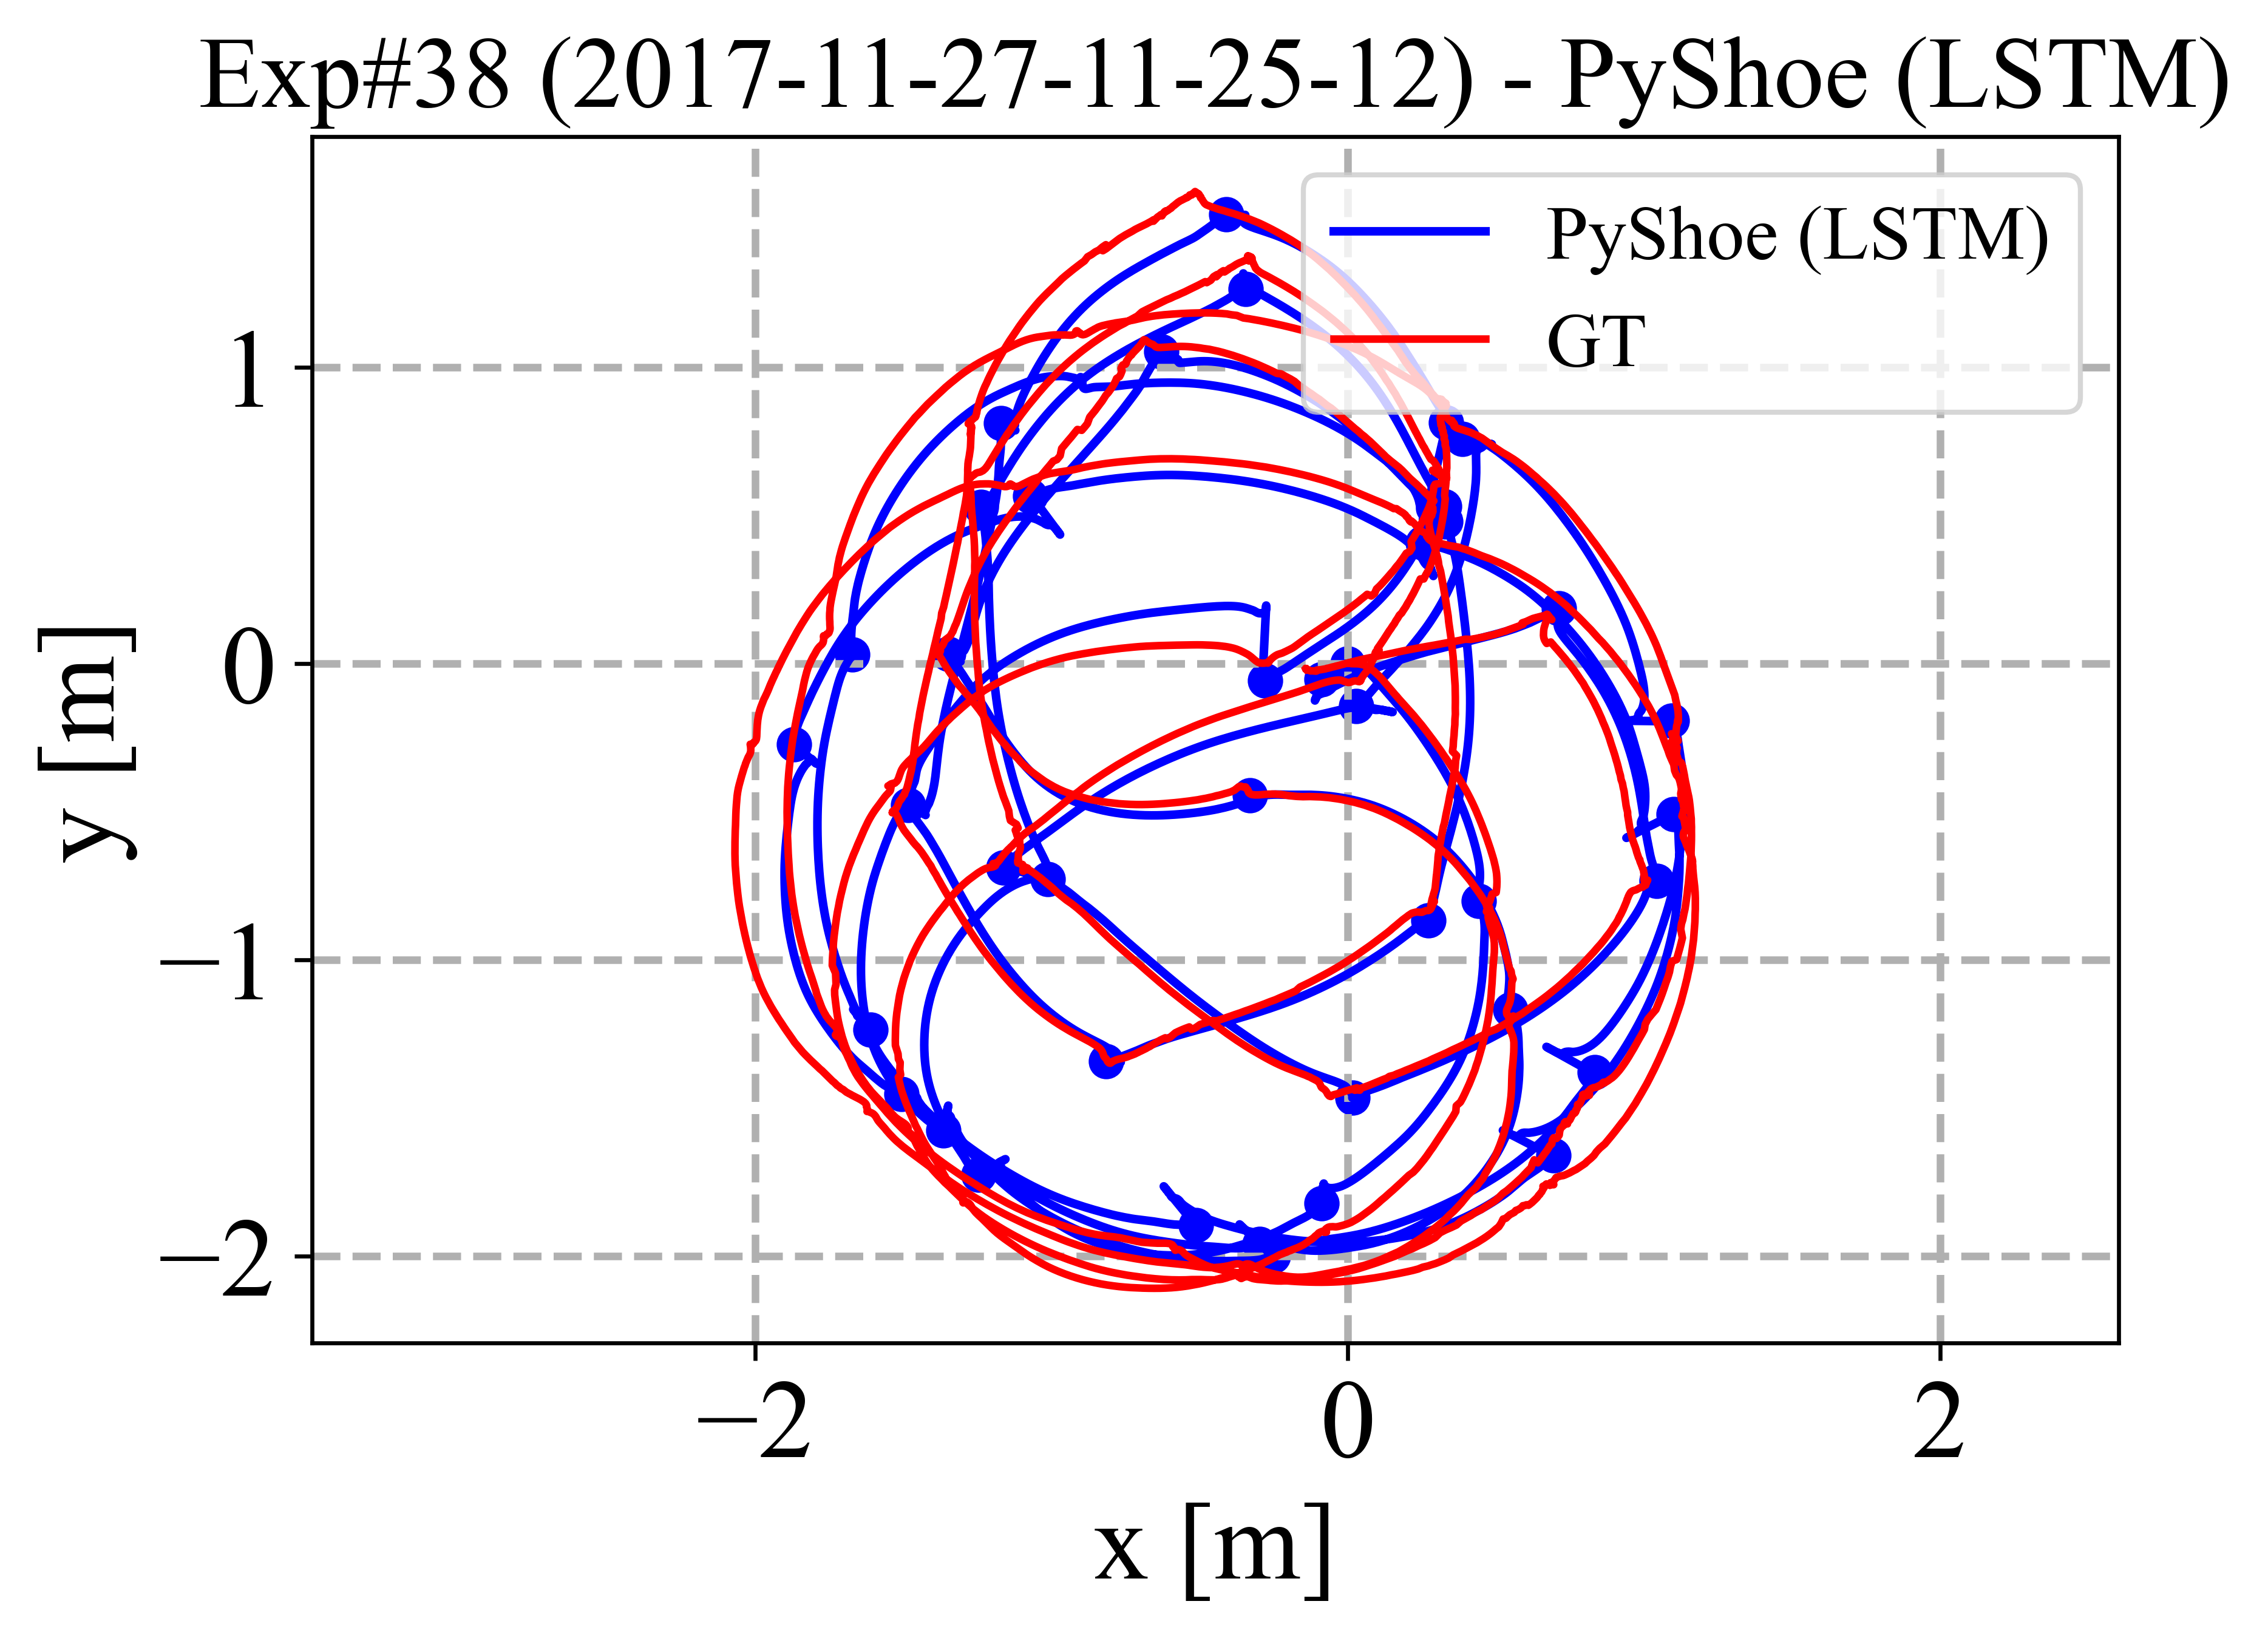 Exp#38 (2017-11-27-11-25-12) - PyShoe (LSTM)
PyShoe (LSTM)
GT
y [m]
1
0
−1
−2
−2 0 2
x [m]